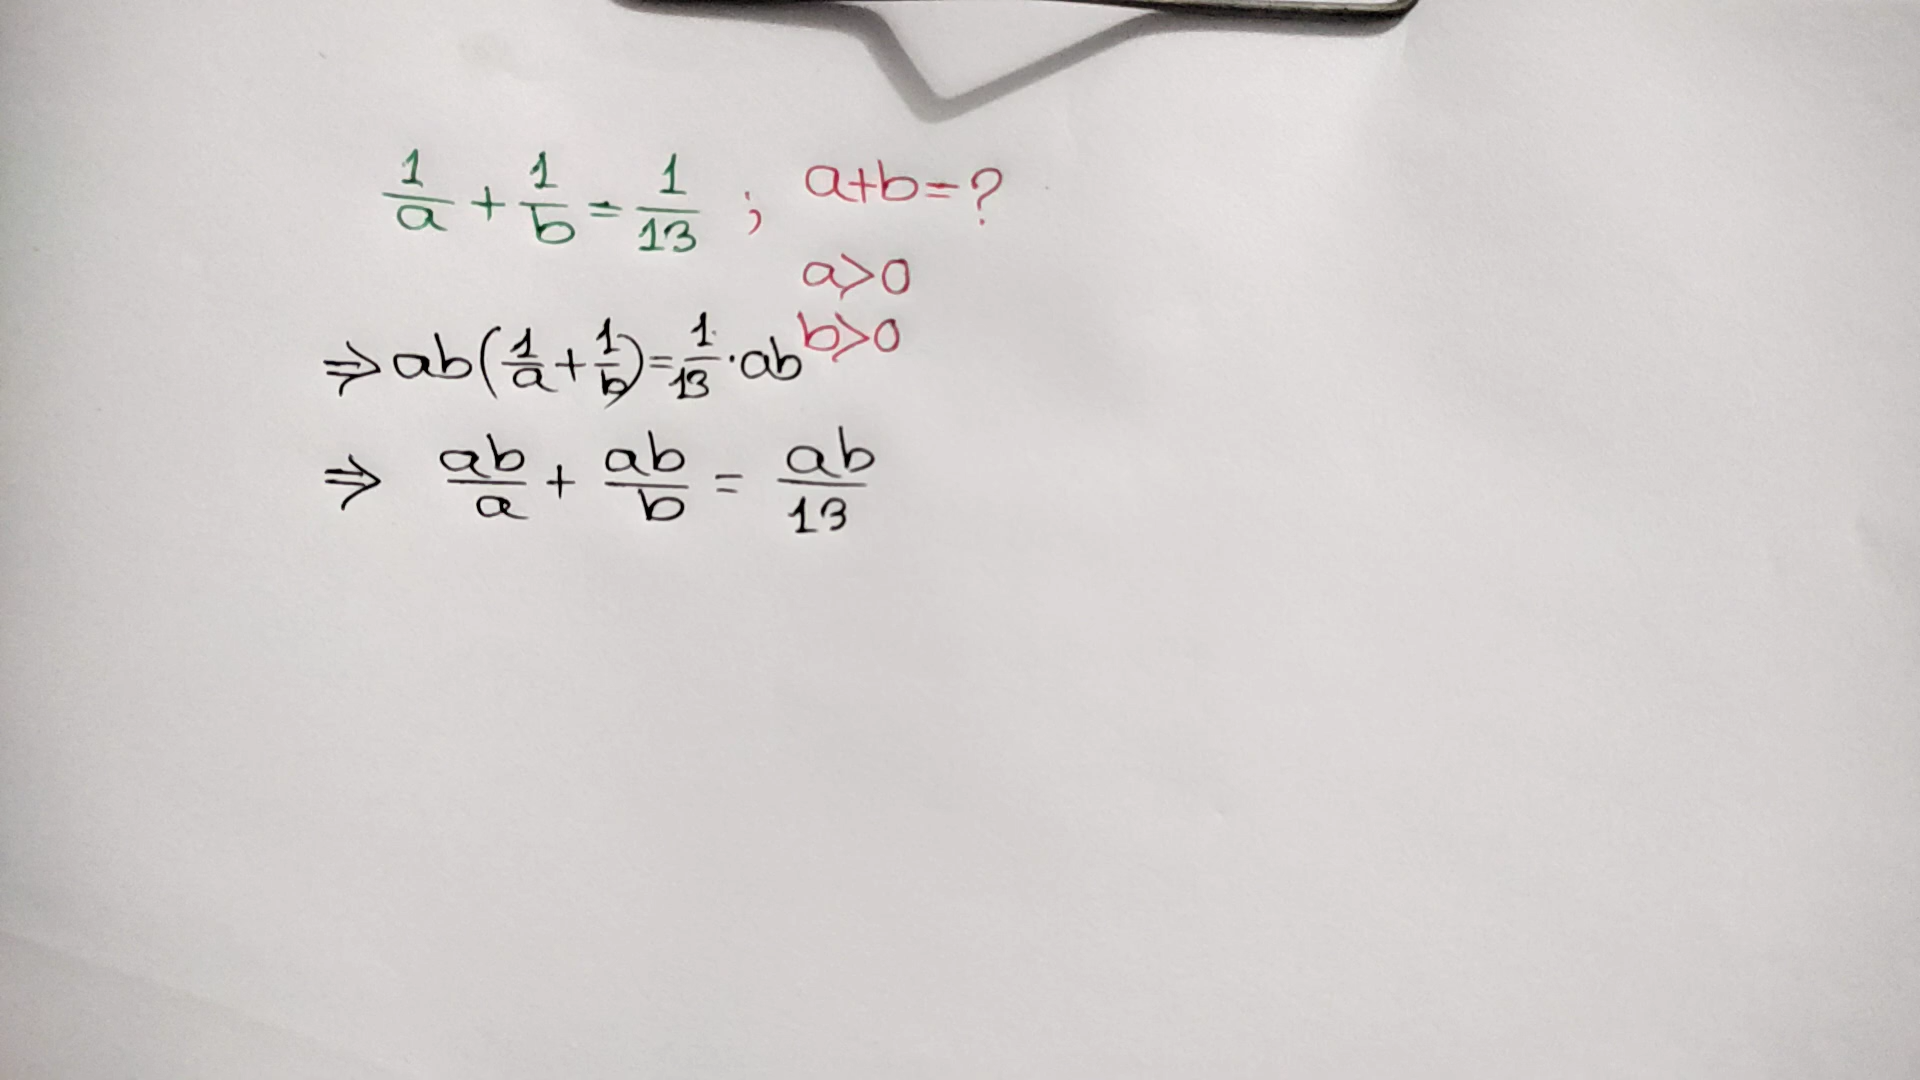 1/a + 1/b = 1/13 ; a+b=?
a>0
b>0
⇒ab(1/a+1/b)=1/13·ab
⇒ ab/a + ab/b = ab/13